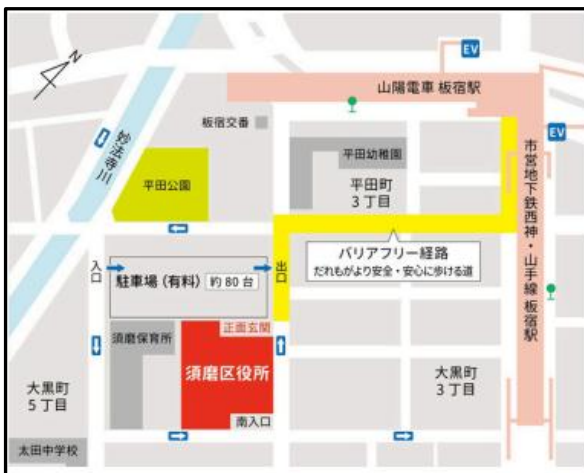 EV
N
山陽電車 板宿駅
板宿交番
EV
妙法寺川
平田公園
平田幼稚園
平田町
3丁目
市営地下鉄西神・山手線 板宿駅
バリアフリー経路
だれもがより安全・安心に歩ける道
入口
駐車場(有料) 約80台
出口
須磨保育所
正面玄関
須磨区役所
南入口
大黒町
5丁目
大黒町
3丁目
太田中学校